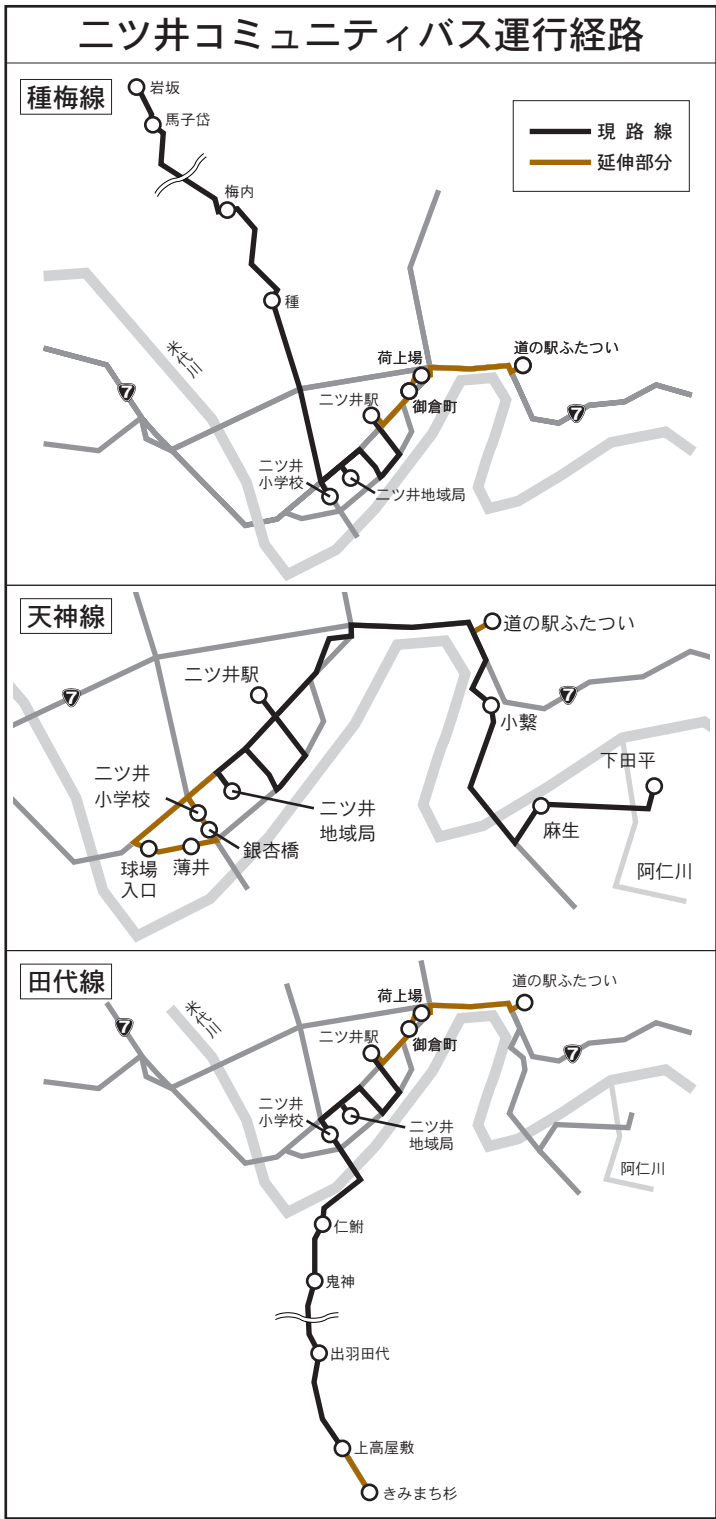 二ツ井コミュニティバス運行経路
種梅線
現路線
延伸部分
岩坂
馬子岱
梅内
種
米代川
7
荷上場
道の駅ふたつい
二ツ井駅
御倉町
7
二ツ井
小学校
二ツ井地域局
天神線
道の駅ふたつい
二ツ井駅
7
7
小繋
下田平
二ツ井
小学校
二ツ井
地域局
麻生
銀杏橋
球場
入口
薄井
阿仁川
田代線
米代川
7
荷上場
道の駅ふたつい
二ツ井駅
御倉町
7
二ツ井
小学校
二ツ井
地域局
阿仁川
仁鮒
鬼神
出羽田代
上高屋敷
きみまち杉